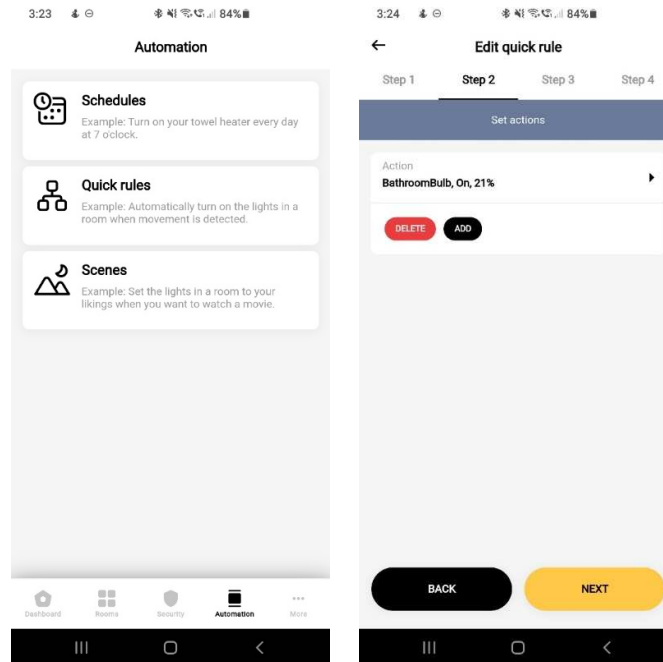 3:23
84%
Automation
Schedules
Example: Turn on your towel heater every day
at 7 o'clock.
Quick rules
Example: Automatically turn on the lights in a
room when movement is detected.
Scenes
Example: Set the lights in a room to your
likings when you want to watch a movie.
Dashboard
Rooms
Security
Automation
More
3:24
84%
Edit quick rule
Step 1
Step 2
Step 3
Step 4
Set actions
Action
BathroomBulb, On, 21%
DELETE
ADD
BACK
NEXT